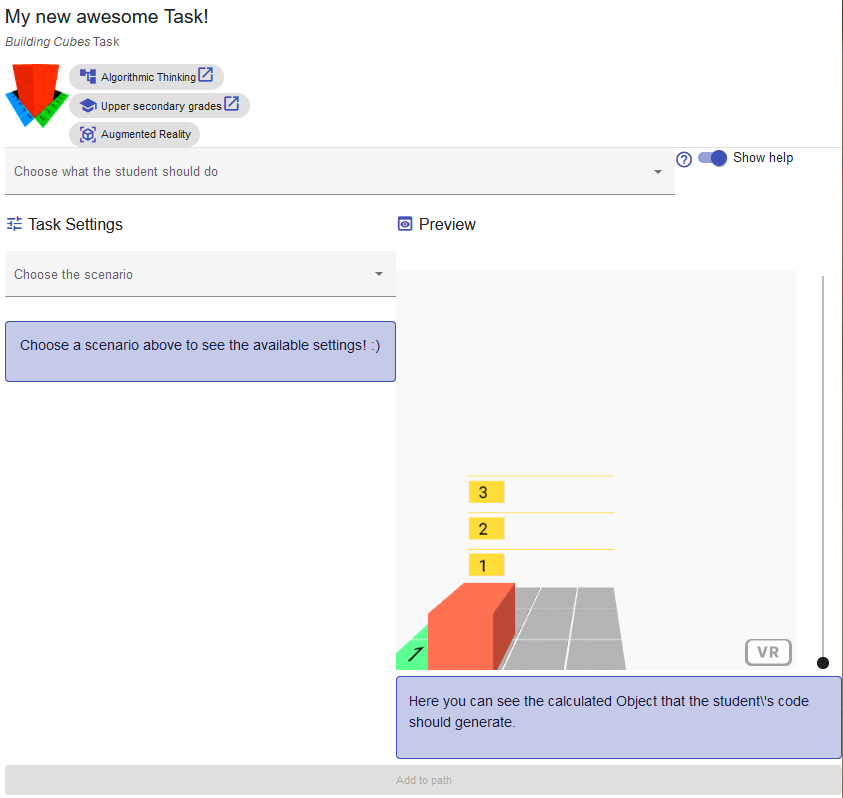 My new awesome Task!
Building Cubes Task
Algorithmic Thinking
Upper secondary grades
Augmented Reality
Choose what the student should do
Show help
Task Settings
Preview
Choose the scenario
Choose a scenario above to see the available settings! :)
3
2
1
1
VR
Here you can see the calculated Object that the student\'s code
should generate.
Add to path